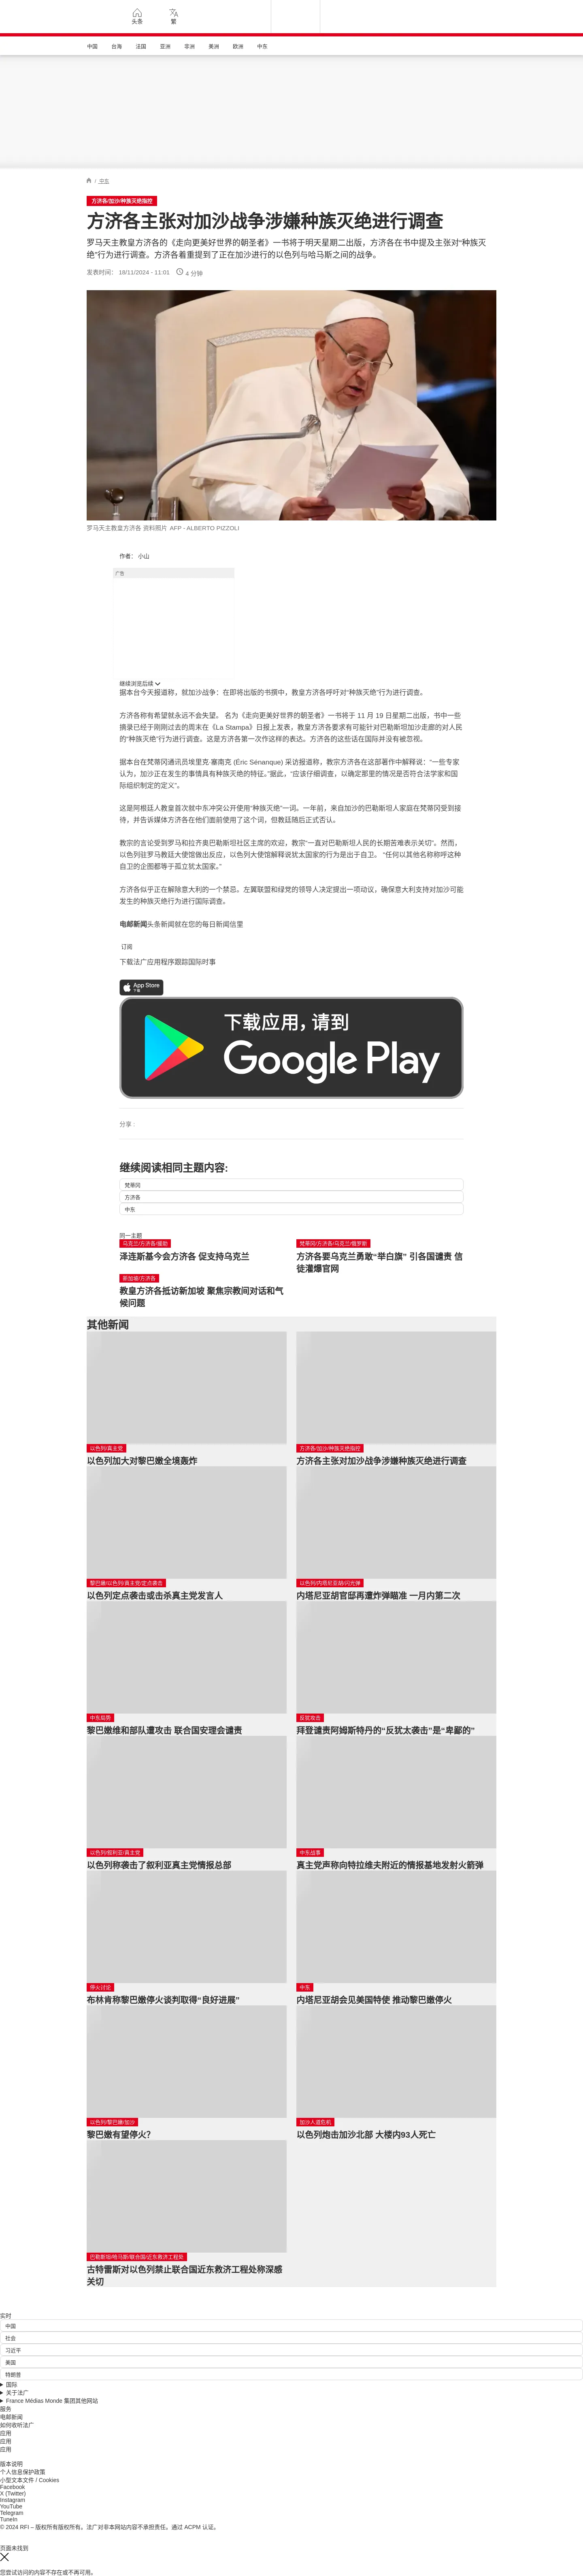 头条
繁
中国
台海
法国
亚洲
非洲
美洲
欧洲
中东
/ 中东
方济各/加沙/种族灭绝指控
方济各主张对加沙战争涉嫌种族灭绝进行调查
罗马天主教皇方济各的《走向更美好世界的朝圣者》一书将于明天星期二出版，方济各在书中提及主张对“种族灭
绝”行为进行调查。方济各着重提到了正在加沙进行的以色列与哈马斯之间的战争。
发表时间： 18/11/2024 - 11:01
4 分钟
罗马天主教皇方济各 资料照片 AFP - ALBERTO PIZZOLI
作者： 小山
广告
继续浏览后续
据本台今天报道称，就加沙战争：在即将出版的书撰中，教皇方济各呼吁对“种族灭绝”行为进行调查。
方济各称有希望就永远不会失望。 名为《走向更美好世界的朝圣者》一书将于 11 月 19 日星期二出版，书中一些
摘录已经于刚刚过去的周末在《La Stampa》日报上发表，教皇方济各要求有可能针对巴勒斯坦加沙走廊的对人民
的“种族灭绝”行为进行调查。这是方济各第一次作这样的表达。方济各的这些话在国际并没有被忽视。
据本台在梵蒂冈通讯员埃里克·塞南克 (Éric Sénanque) 采访报道称，教宗方济各在这部著作中解释说：“一些专家
认为，加沙正在发生的事情具有种族灭绝的特征。”据此，“应该仔细调查，以确定那里的情况是否符合法学家和国
际组织制定的定义”。
这是阿根廷人教皇首次就中东冲突公开使用“种族灭绝”一词。一年前，来自加沙的巴勒斯坦人家庭在梵蒂冈受到接
待，并告诉媒体方济各在他们面前使用了这个词，但教廷随后正式否认。
教宗的言论受到罗马和拉齐奥巴勒斯坦社区主席的欢迎，教宗“一直对巴勒斯坦人民的长期苦难表示关切”。然而，
以色列驻罗马教廷大使馆做出反应，以色列大使馆解释说犹太国家的行为是出于自卫。 “任何以其他名称称呼这种
自卫的企图都等于孤立犹太国家。”
方济各似乎正在解除意大利的一个禁忌。左翼联盟和绿党的领导人决定提出一项动议，确保意大利支持对加沙可能
发生的种族灭绝行为进行国际调查。
电邮新闻头条新闻就在您的每日新闻信里
订阅
下载法广应用程序跟踪国际时事
App Store
下载
下载应用，请到
Google Play
分享 :
继续阅读相同主题内容:
梵蒂冈
方济各
中东
同一主题
乌克兰/方济各/援助
泽连斯基今会方济各 促支持乌克兰
梵蒂冈/方济各/乌克兰/俄罗斯
方济各要乌克兰勇敢“举白旗” 引各国谴责 信
徒灌爆官网
新加坡/方济各
教皇方济各抵访新加坡 聚焦宗教间对话和气
候问题
其他新闻
以色列/真主党
以色列加大对黎巴嫩全境轰炸
方济各/加沙/种族灭绝指控
方济各主张对加沙战争涉嫌种族灭绝进行调查
黎巴嫩/以色列/真主党/定点袭击
以色列定点袭击或击杀真主党发言人
以色列/内塔尼亚胡/闪光弹
内塔尼亚胡官邸再遭炸弹瞄准 一月内第二次
中东局势
黎巴嫩维和部队遭攻击 联合国安理会谴责
反犹攻击
拜登谴责阿姆斯特丹的“反犹太袭击”是“卑鄙的”
以色列/叙利亚/真主党
以色列称袭击了叙利亚真主党情报总部
中东战事
真主党声称向特拉维夫附近的情报基地发射火箭弹
停火讨论
布林肯称黎巴嫩停火谈判取得“良好进展”
中东
内塔尼亚胡会见美国特使 推动黎巴嫩停火
以色列/黎巴嫩/加沙
黎巴嫩有望停火？
加沙人道危机
以色列炮击加沙北部 大楼内93人死亡
巴勒斯坦/哈马斯/联合国/近东救济工程处
古特雷斯对以色列禁止联合国近东救济工程处称深感
关切
实时
中国
社会
习近平
美国
特朗普
国际
关于法广
France Médias Monde 集团其他网站
服务
电邮新闻
如何收听法广
应用
应用
应用
版本说明
个人信息保护政策
小型文本文件 / Cookies
Facebook
X (Twitter)
Instagram
YouTube
Telegram
TuneIn
© 2024 RFI – 版权所有版权所有。法广对非本网站内容不承担责任。通过 ACPM 认证。
页面未找到
您尝试访问的内容不存在或不再可用。